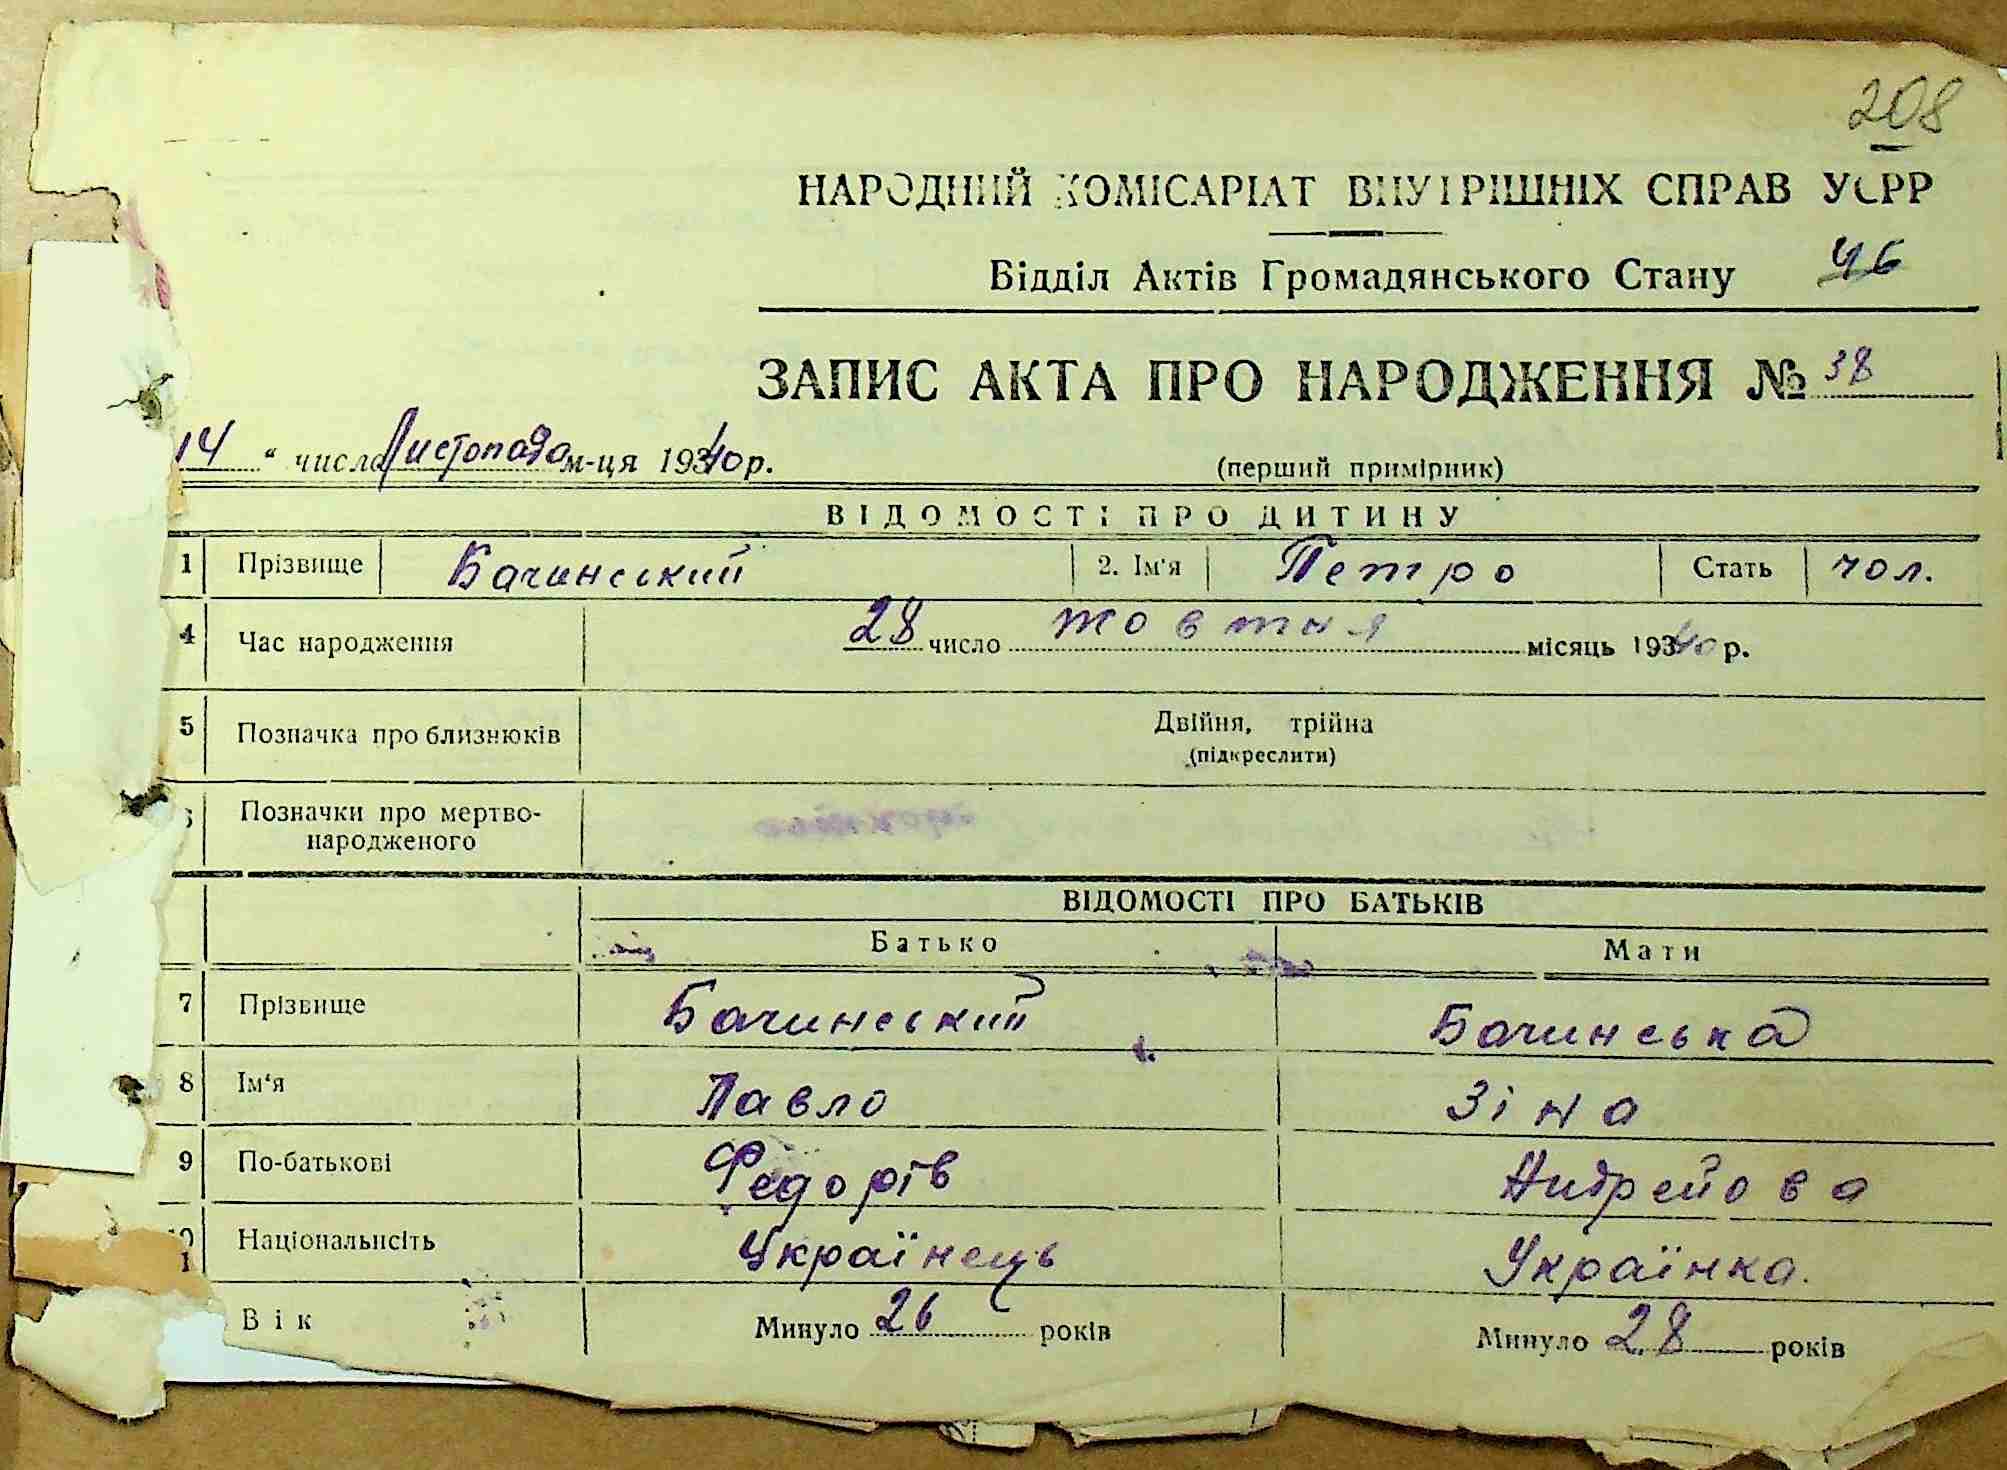 208
НАРОДНИЙ КОМІСАРІАТ ВНУТРІШНІХ СПРАВ УСРР
Відділ Актів Громадянського Стану 46
ЗАПИС АКТА ПРО НАРОДЖЕННЯ № 38
14 " число Листопада м-ця 1940 р. (перший примірник)
ВІДОМОСТІ ПРО ДИТИНУ
1 Прізвище Бачинський 2. Ім'я Петро Стать чол.
4 Час народження 28 число жовтня місяць 1940 р.
5 Позначка про близнюків Двійня, трійна
(підкреслити)
Позначки про мертво-
народженого
ВІДОМОСТІ ПРО БАТЬКІВ
Батько Мати
7 Прізвище Бачинський Бачинська
8 Ім'я Павло Зіна
9 По-батькові Федорів Андрейова
Національність Українець Українка.
Вік Минуло 26 років Минуло 28 років